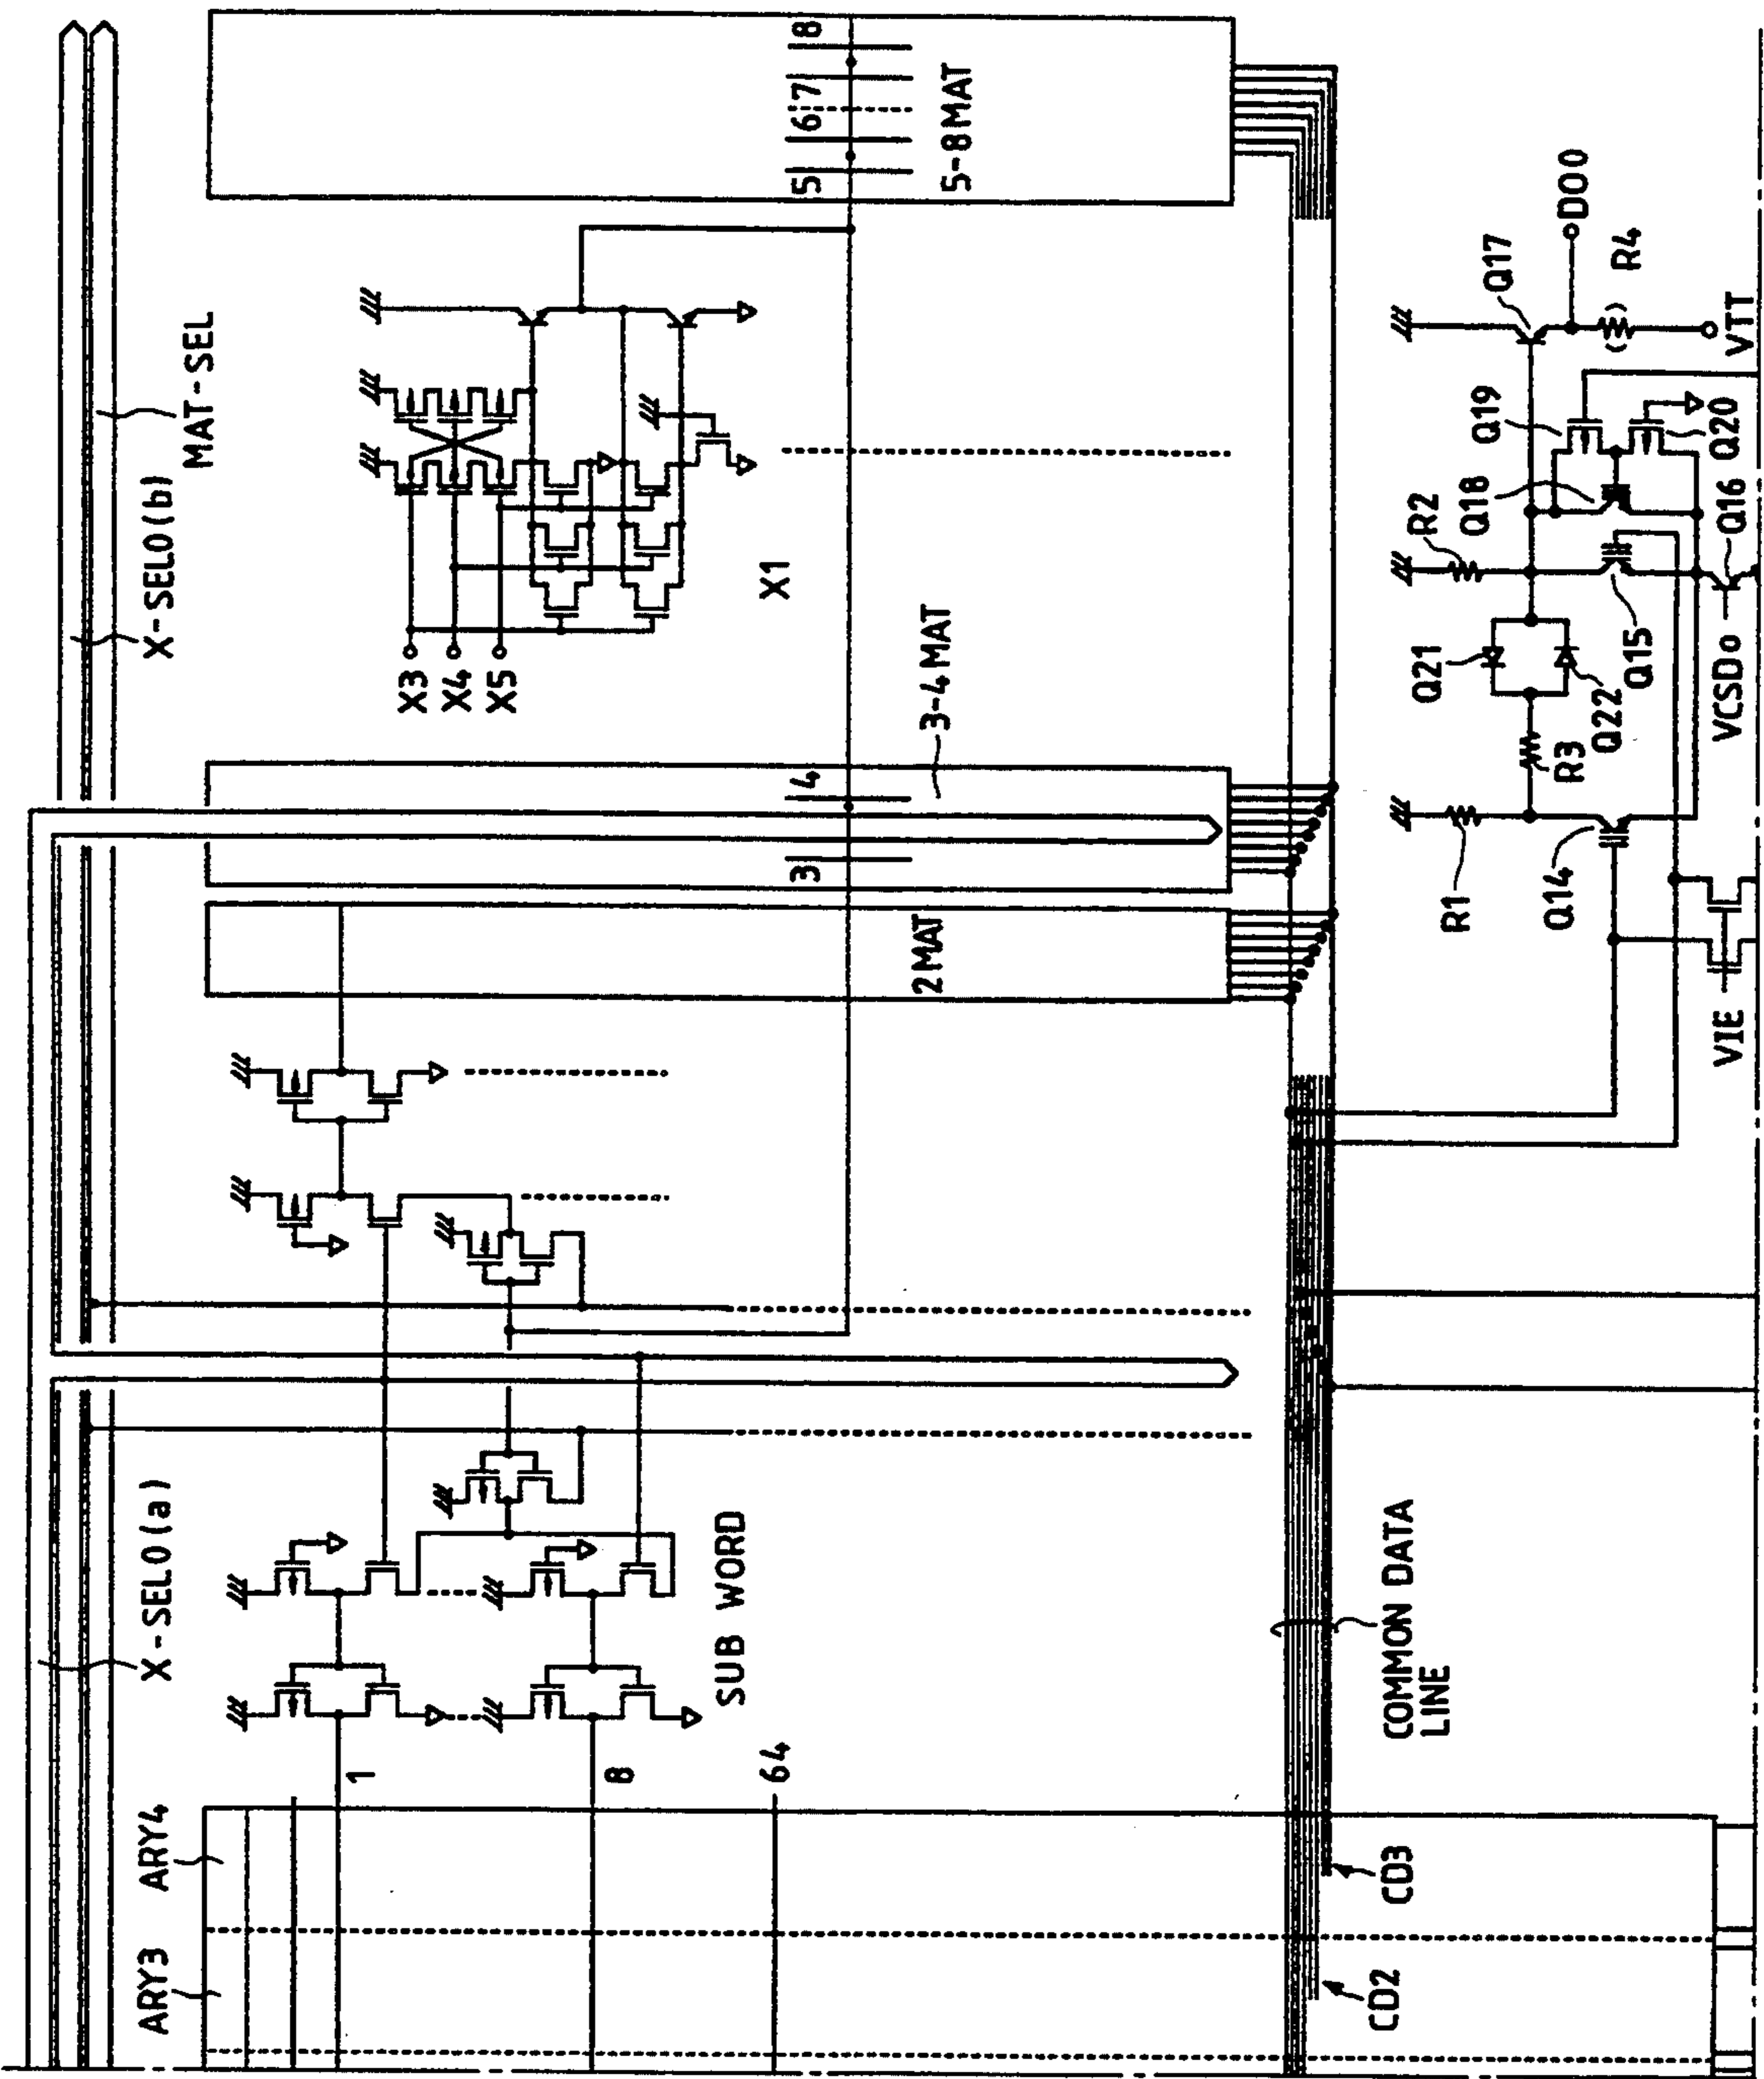 X-SEL0(b)
MAT-SEL
X-SEL0(a)
X3
X4
X5
X1
5
6
7
8
5-8MAT
3
4
3-4MAT
2MAT
SUB WORD
ARY3
ARY4
1
8
64
COMMON DATA
LINE
CD2
CD3
R1
Q14
R3
Q21
Q22
R2
Q15
Q18
Q19
Q20
Q16
Q17
DO0
R4
VTT
VCSDo
VIE